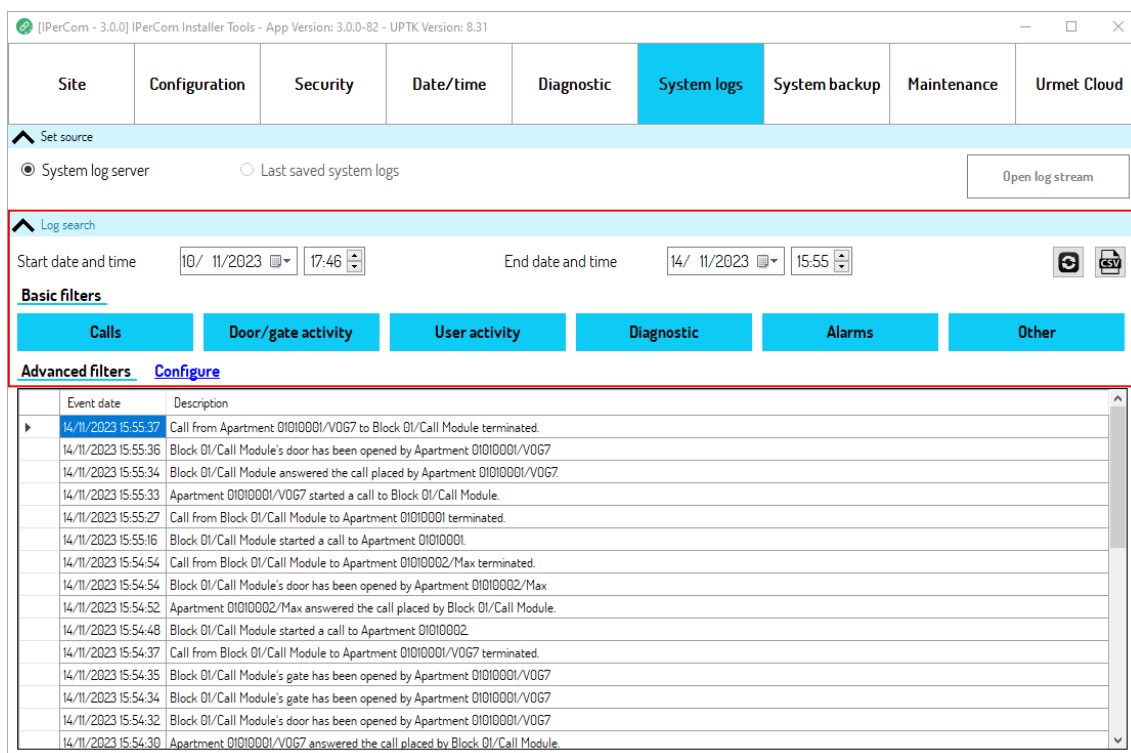 [IPerCom - 3.0.0] IPerCom Installer Tools - App Version: 3.0.0-82 - UPTK Version: 8.31
Site Configuration Security Date/time Diagnostic System logs System backup Maintenance Urmet Cloud
Set source
System log server Last saved system logs Open log stream
Log search
Start date and time 10/ 11/2023 17:46 End date and time 14/ 11/2023 15:55 CSV
Basic filters
Calls Door/gate activity User activity Diagnostic Alarms Other
Advanced filters Configure
Event date Description
14/11/2023 15:55:37 Call from Apartment 01010001/VOG7 to Block 01/Call Module terminated.
14/11/2023 15:55:36 Block 01/Call Module's door has been opened by Apartment 01010001/VOG7
14/11/2023 15:55:34 Block 01/Call Module answered the call placed by Apartment 01010001/VOG7.
14/11/2023 15:55:33 Apartment 01010001/VOG7 started a call to Block 01/Call Module.
14/11/2023 15:55:27 Call from Block 01/Call Module to Apartment 01010001 terminated.
14/11/2023 15:55:16 Block 01/Call Module started a call to Apartment 01010001.
14/11/2023 15:54:54 Call from Block 01/Call Module to Apartment 01010002/Max terminated.
14/11/2023 15:54:54 Block 01/Call Module's door has been opened by Apartment 01010002/Max
14/11/2023 15:54:52 Apartment 01010002/Max answered the call placed by Block 01/Call Module.
14/11/2023 15:54:48 Block 01/Call Module started a call to Apartment 01010002.
14/11/2023 15:54:37 Call from Block 01/Call Module to Apartment 01010001/VOG7 terminated.
14/11/2023 15:54:35 Block 01/Call Module's gate has been opened by Apartment 01010001/VOG7
14/11/2023 15:54:34 Block 01/Call Module's gate has been opened by Apartment 01010001/VOG7
14/11/2023 15:54:32 Block 01/Call Module's door has been opened by Apartment 01010001/VOG7
14/11/2023 15:54:30 Apartment 01010001/VOG7 answered the call placed by Block 01/Call Module.